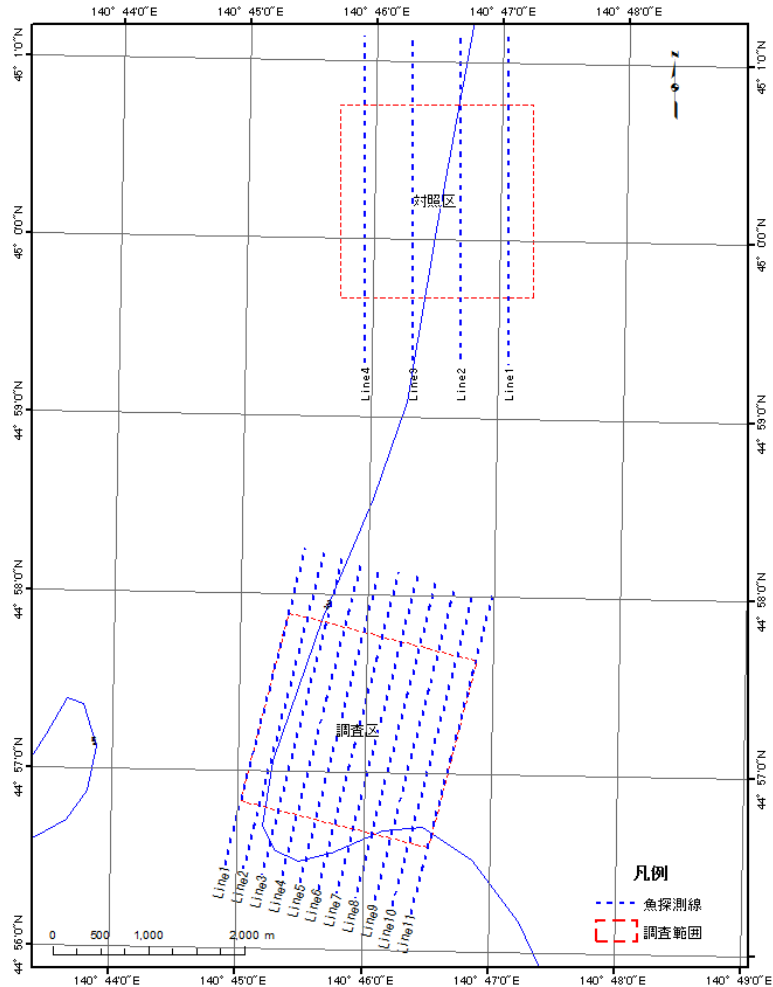 140° 44′0″E 140° 45′0″E 140° 46′0″E 140° 47′0″E 140° 48′0″E
45° 1′0″N
45° 1′0″N
N
対照区
45° 0′0″N
45° 0′0″N
Line4 Line3 Line2 Line1
44° 59′0″N
44° 59′0″N
44° 58′0″N
44° 58′0″N
調査区
5
44° 57′0″N
44° 57′0″N
Line1 Line2 Line3 Line4 Line5 Line6 Line7 Line8 Line9 Line10 Line11
凡例
魚探測線
調査範囲
0 500 1,000 2,000 m
44° 56′0″N
44° 56′0″N
140° 44′0″E 140° 45′0″E 140° 46′0″E 140° 47′0″E 140° 48′0″E 140° 49′0″E